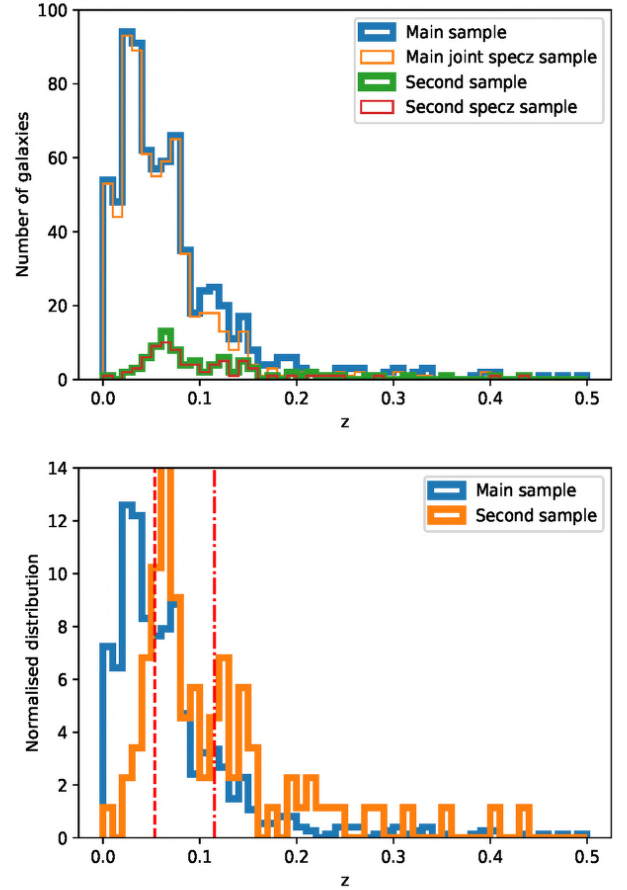 100
80
60
40
20
0
Number of galaxies
Main sample
Main joint specz sample
Second sample
Second specz sample
0.0 0.1 0.2 0.3 0.4 0.5
z
14
12
10
8
6
4
2
0
Normalised distribution
Main sample
Second sample
0.0 0.1 0.2 0.3 0.4 0.5
z